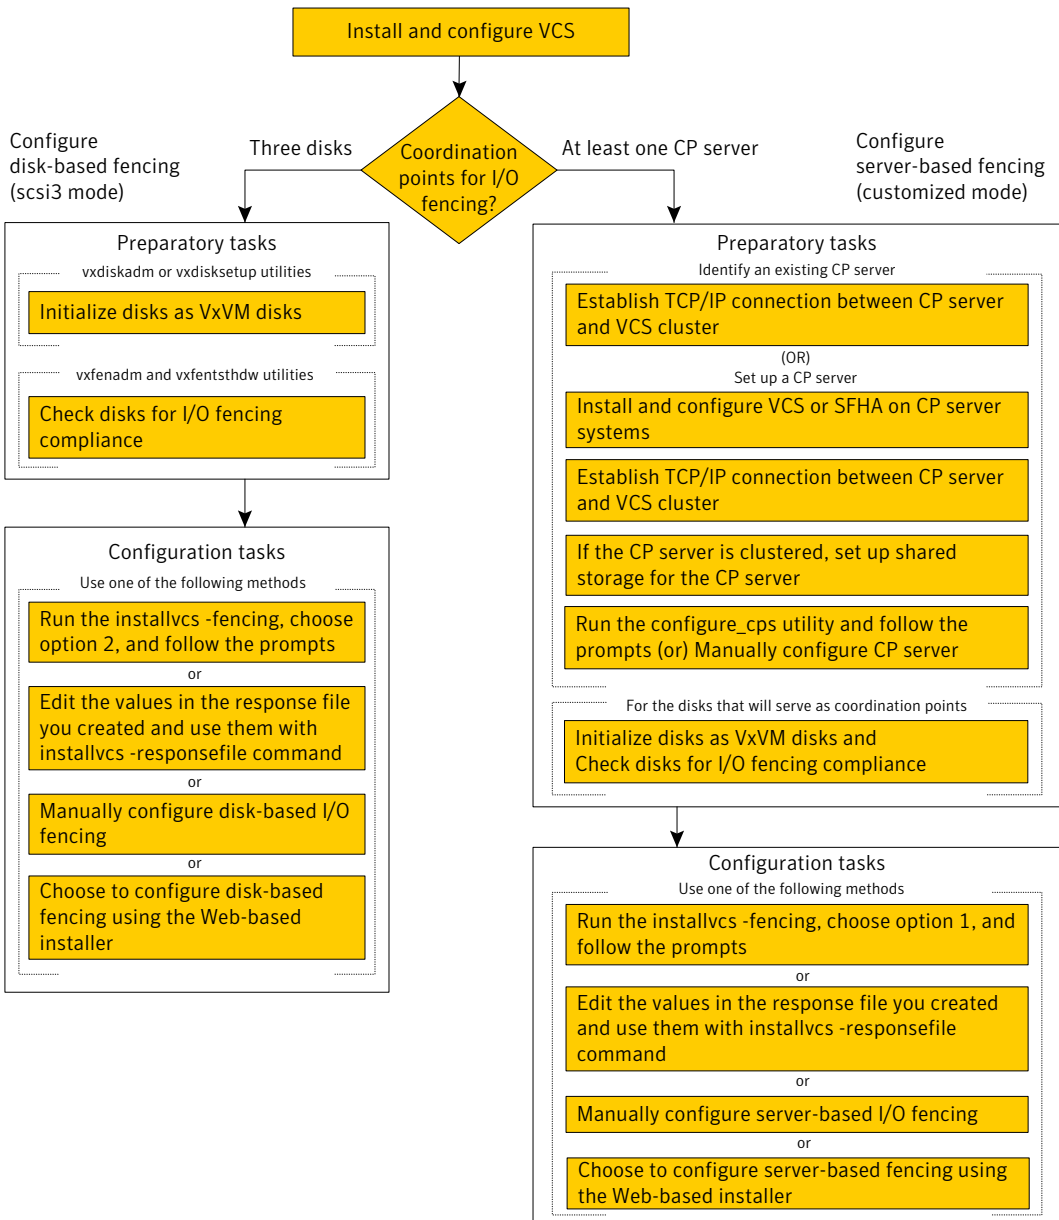 Install and configure VCS
Configure
disk-based fencing
(scsi3 mode)
Three disks
Coordination
points for I/O
fencing?
At least one CP server
Configure
server-based fencing
(customized mode)
Preparatory tasks
vxdiskadm or vxdisksetup utilities
Initialize disks as VxVM disks
vxfenadm and vxfentsthdw utilities
Check disks for I/O fencing
compliance
Configuration tasks
Use one of the following methods
Run the installvcs -fencing, choose
option 2, and follow the prompts
or
Edit the values in the response file
you created and use them with
installvcs -responsefile command
or
Manually configure disk-based I/O
fencing
or
Choose to configure disk-based
fencing using the Web-based
installer
Preparatory tasks
Identify an existing CP server
Establish TCP/IP connection between CP server
and VCS cluster
(OR)
Set up a CP server
Install and configure VCS or SFHA on CP server
systems
Establish TCP/IP connection between CP server
and VCS cluster
If the CP server is clustered, set up shared
storage for the CP server
Run the configure_cps utility and follow the
prompts (or) Manually configure CP server
For the disks that will serve as coordination points
Initialize disks as VxVM disks and
Check disks for I/O fencing compliance
Configuration tasks
Use one of the following methods
Run the installvcs -fencing, choose option 1, and
follow the prompts
or
Edit the values in the response file you created
and use them with installvcs -responsefile
command
or
Manually configure server-based I/O fencing
or
Choose to configure server-based fencing using
the Web-based installer